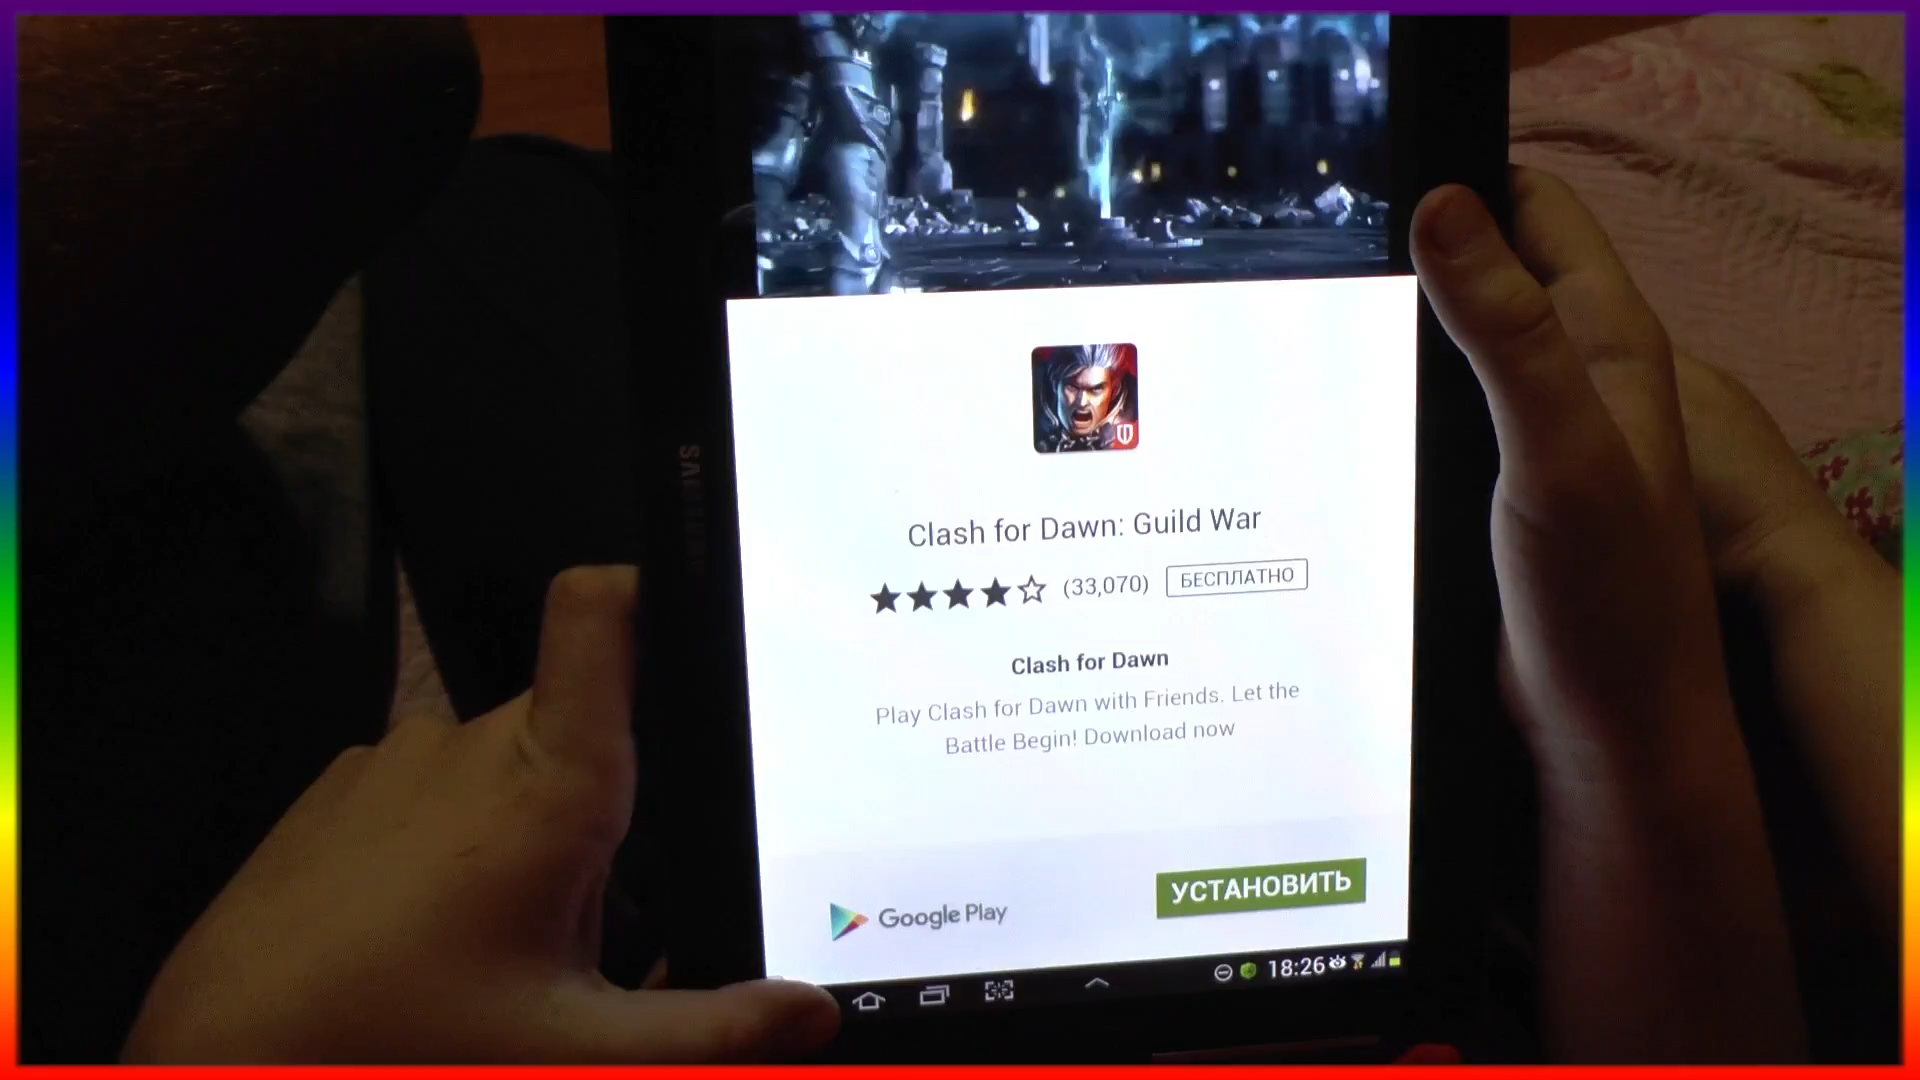 SAMSUNG
Clash for Dawn: Guild War
(33,070) БЕСПЛАТНО
Clash for Dawn
Play Clash for Dawn with Friends. Let the
Battle Begin! Download now
Google Play
УСТАНОВИТЬ
18:26